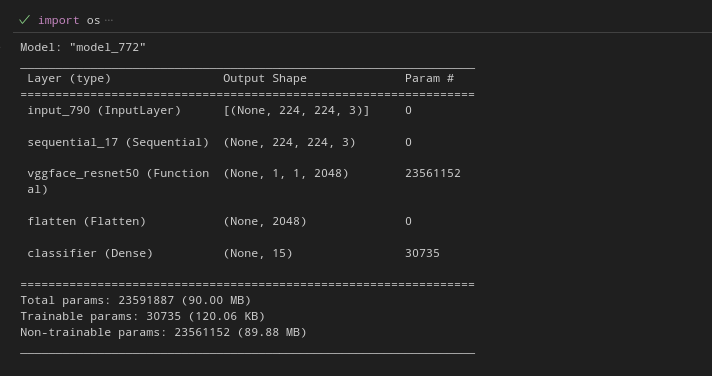 import os ...
Model: "model_772"
Layer (type) Output Shape Param #
=================================================================
input_790 (InputLayer) [(None, 224, 224, 3)] 0
sequential_17 (Sequential) (None, 224, 224, 3) 0
vggface_resnet50 (Function (None, 1, 1, 2048) 23561152
al)
flatten (Flatten) (None, 2048) 0
classifier (Dense) (None, 15) 30735
=================================================================
Total params: 23591887 (90.00 MB)
Trainable params: 30735 (120.06 KB)
Non-trainable params: 23561152 (89.88 MB)